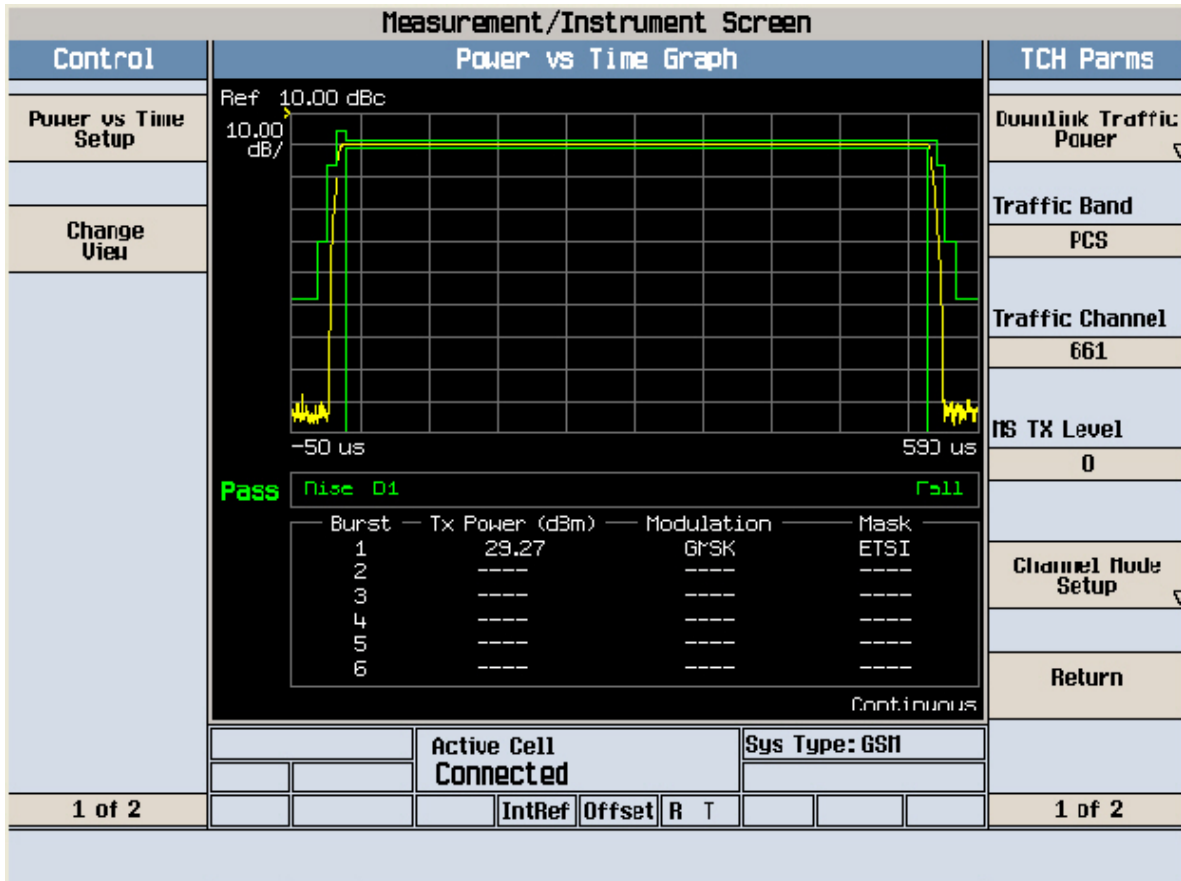 Measurement/Instrument Screen
Control
Power vs Time Graph
TCH Parms
Power vs Time
Setup
Change
View
1 of 2
Ref 10.00 dBc
10.00
dB/
-50 us
590 us
Pass
Rise B1
Fall
Burst Tx Power (dBm) Modulation Mask
1 29.27 GMSK ETSI
2 ---- ---- ----
3 ---- ---- ----
4 ---- ---- ----
5 ---- ---- ----
6 ---- ---- ----
Continuous
Active Cell
Connected
Sys Type: GSM
IntRef Offset R T
Downlink Traffic
Power
Traffic Band
PCS
Traffic Channel
661
MS TX Level
0
Channel Mode
Setup
Return
1 of 2